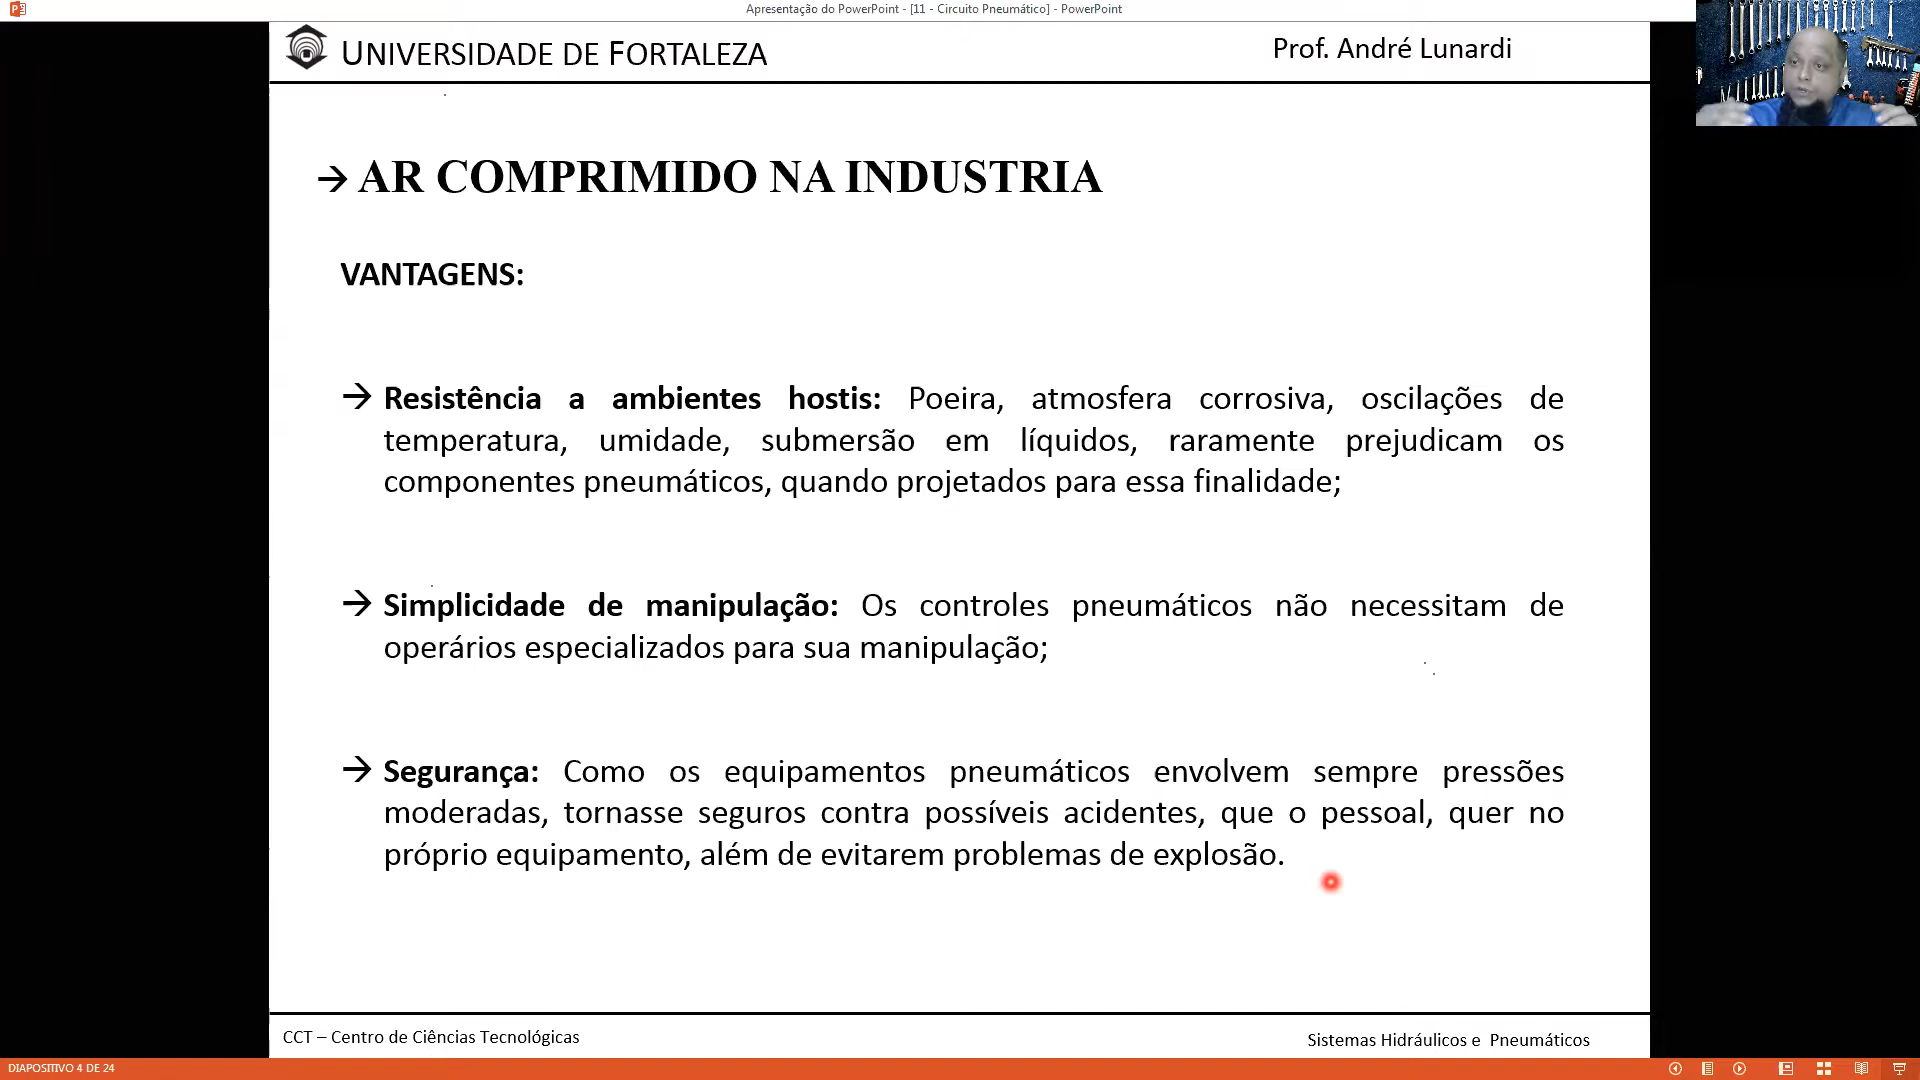 Apresentação do PowerPoint - [11 - Circuito Pneumático] - PowerPoint
UNIVERSIDADE DE FORTALEZA
Prof. André Lunardi
→ AR COMPRIMIDO NA INDUSTRIA
VANTAGENS:
→ Resistência a ambientes hostis: Poeira, atmosfera corrosiva, oscilações de
temperatura, umidade, submersão em líquidos, raramente prejudicam os
componentes pneumáticos, quando projetados para essa finalidade;
→ Simplicidade de manipulação: Os controles pneumáticos não necessitam de
operários especializados para sua manipulação;
→ Segurança: Como os equipamentos pneumáticos envolvem sempre pressões
moderadas, tornasse seguros contra possíveis acidentes, que o pessoal, quer no
próprio equipamento, além de evitarem problemas de explosão.
CCT – Centro de Ciências Tecnológicas
Sistemas Hidráulicos e Pneumáticos
DIAPOSITIVO 4 DE 24